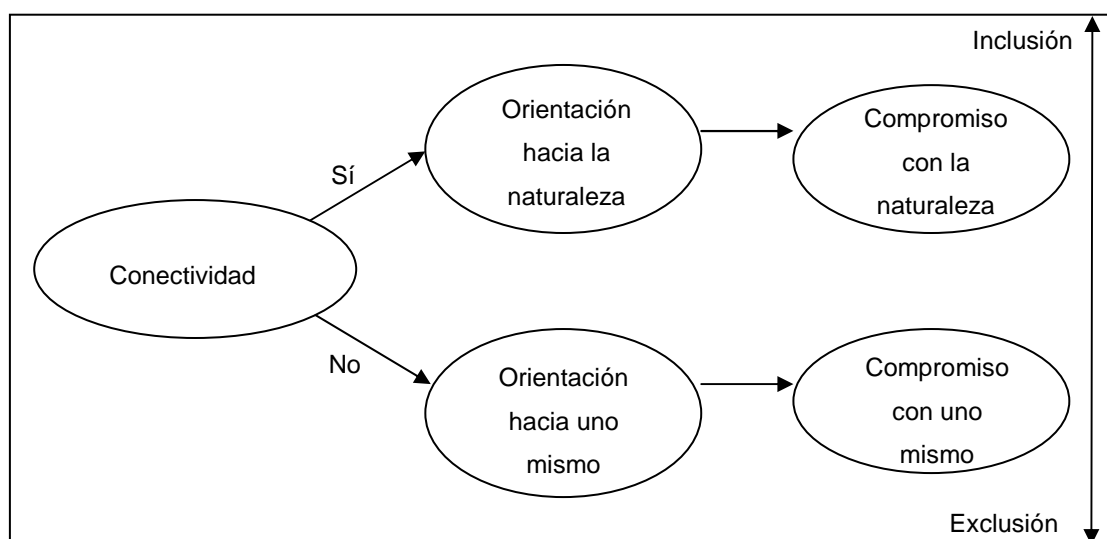 Inclusión
Orientación
hacia la
naturaleza
Compromiso
con la
naturaleza
Sí
Conectividad
No
Orientación
hacia uno
mismo
Compromiso
con uno
mismo
Exclusión